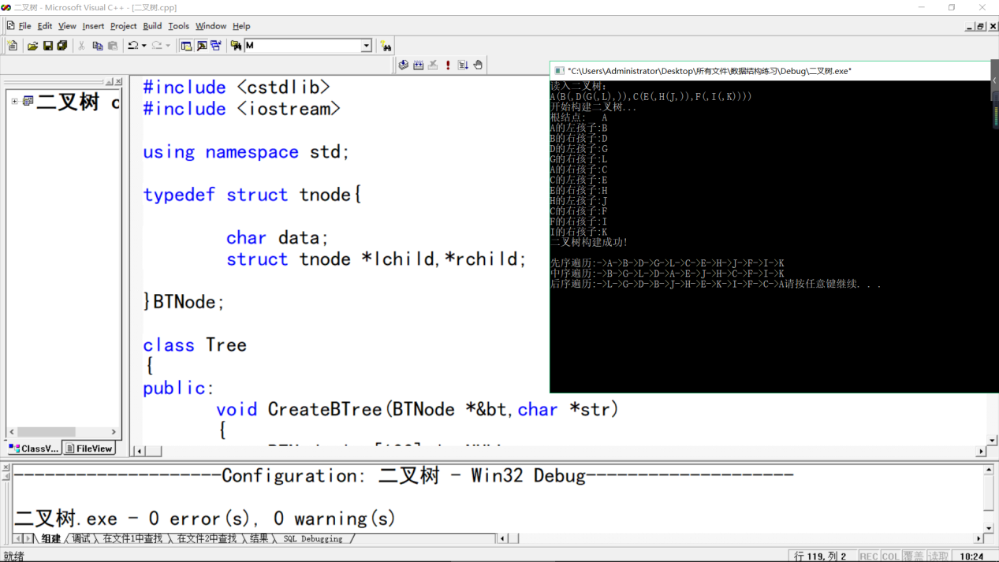 二叉树 - Microsoft Visual C++ - [二叉树.cpp]
File Edit View Insert Project Build Tools Window Help
M
二叉树 c
ClassV... FileView
#include <cstdlib>
#include <iostream>
using namespace std;
typedef struct tnode{
char data;
struct tnode *lchild,*rchild;
}BTNode;
class Tree
{
public:
void CreateBTree(BTNode *&bt,char *str)
{
"C:\Users\Administrator\Desktop\所有文件\数据结构练习\Debug\二叉树.exe"
读入二叉树:
A(B(,D(G(,L),)),C(E(,H(J,)),F(,I(,K))))
开始构建二叉树...
根结点: A
A的左孩子:B
B的右孩子:D
D的左孩子:G
G的右孩子:L
A的右孩子:C
C的左孩子:E
E的右孩子:H
H的左孩子:J
C的右孩子:F
F的右孩子:I
I的右孩子:K
二叉树构建成功!
先序遍历:->A->B->D->G->L->C->E->H->J->F->I->K
中序遍历:->B->G->L->D->A->E->J->H->C->F->I->K
后序遍历:->L->G->D->B->J->H->E->K->I->F->C->A请按任意键继续. . .
--------------------Configuration: 二叉树 - Win32 Debug--------------------
二叉树.exe - 0 error(s), 0 warning(s)
组建 调试 在文件1中查找 在文件2中查找 结果 SQL Debugging
就绪 行 119, 列 2 REC COL 覆盖 读取 10:24